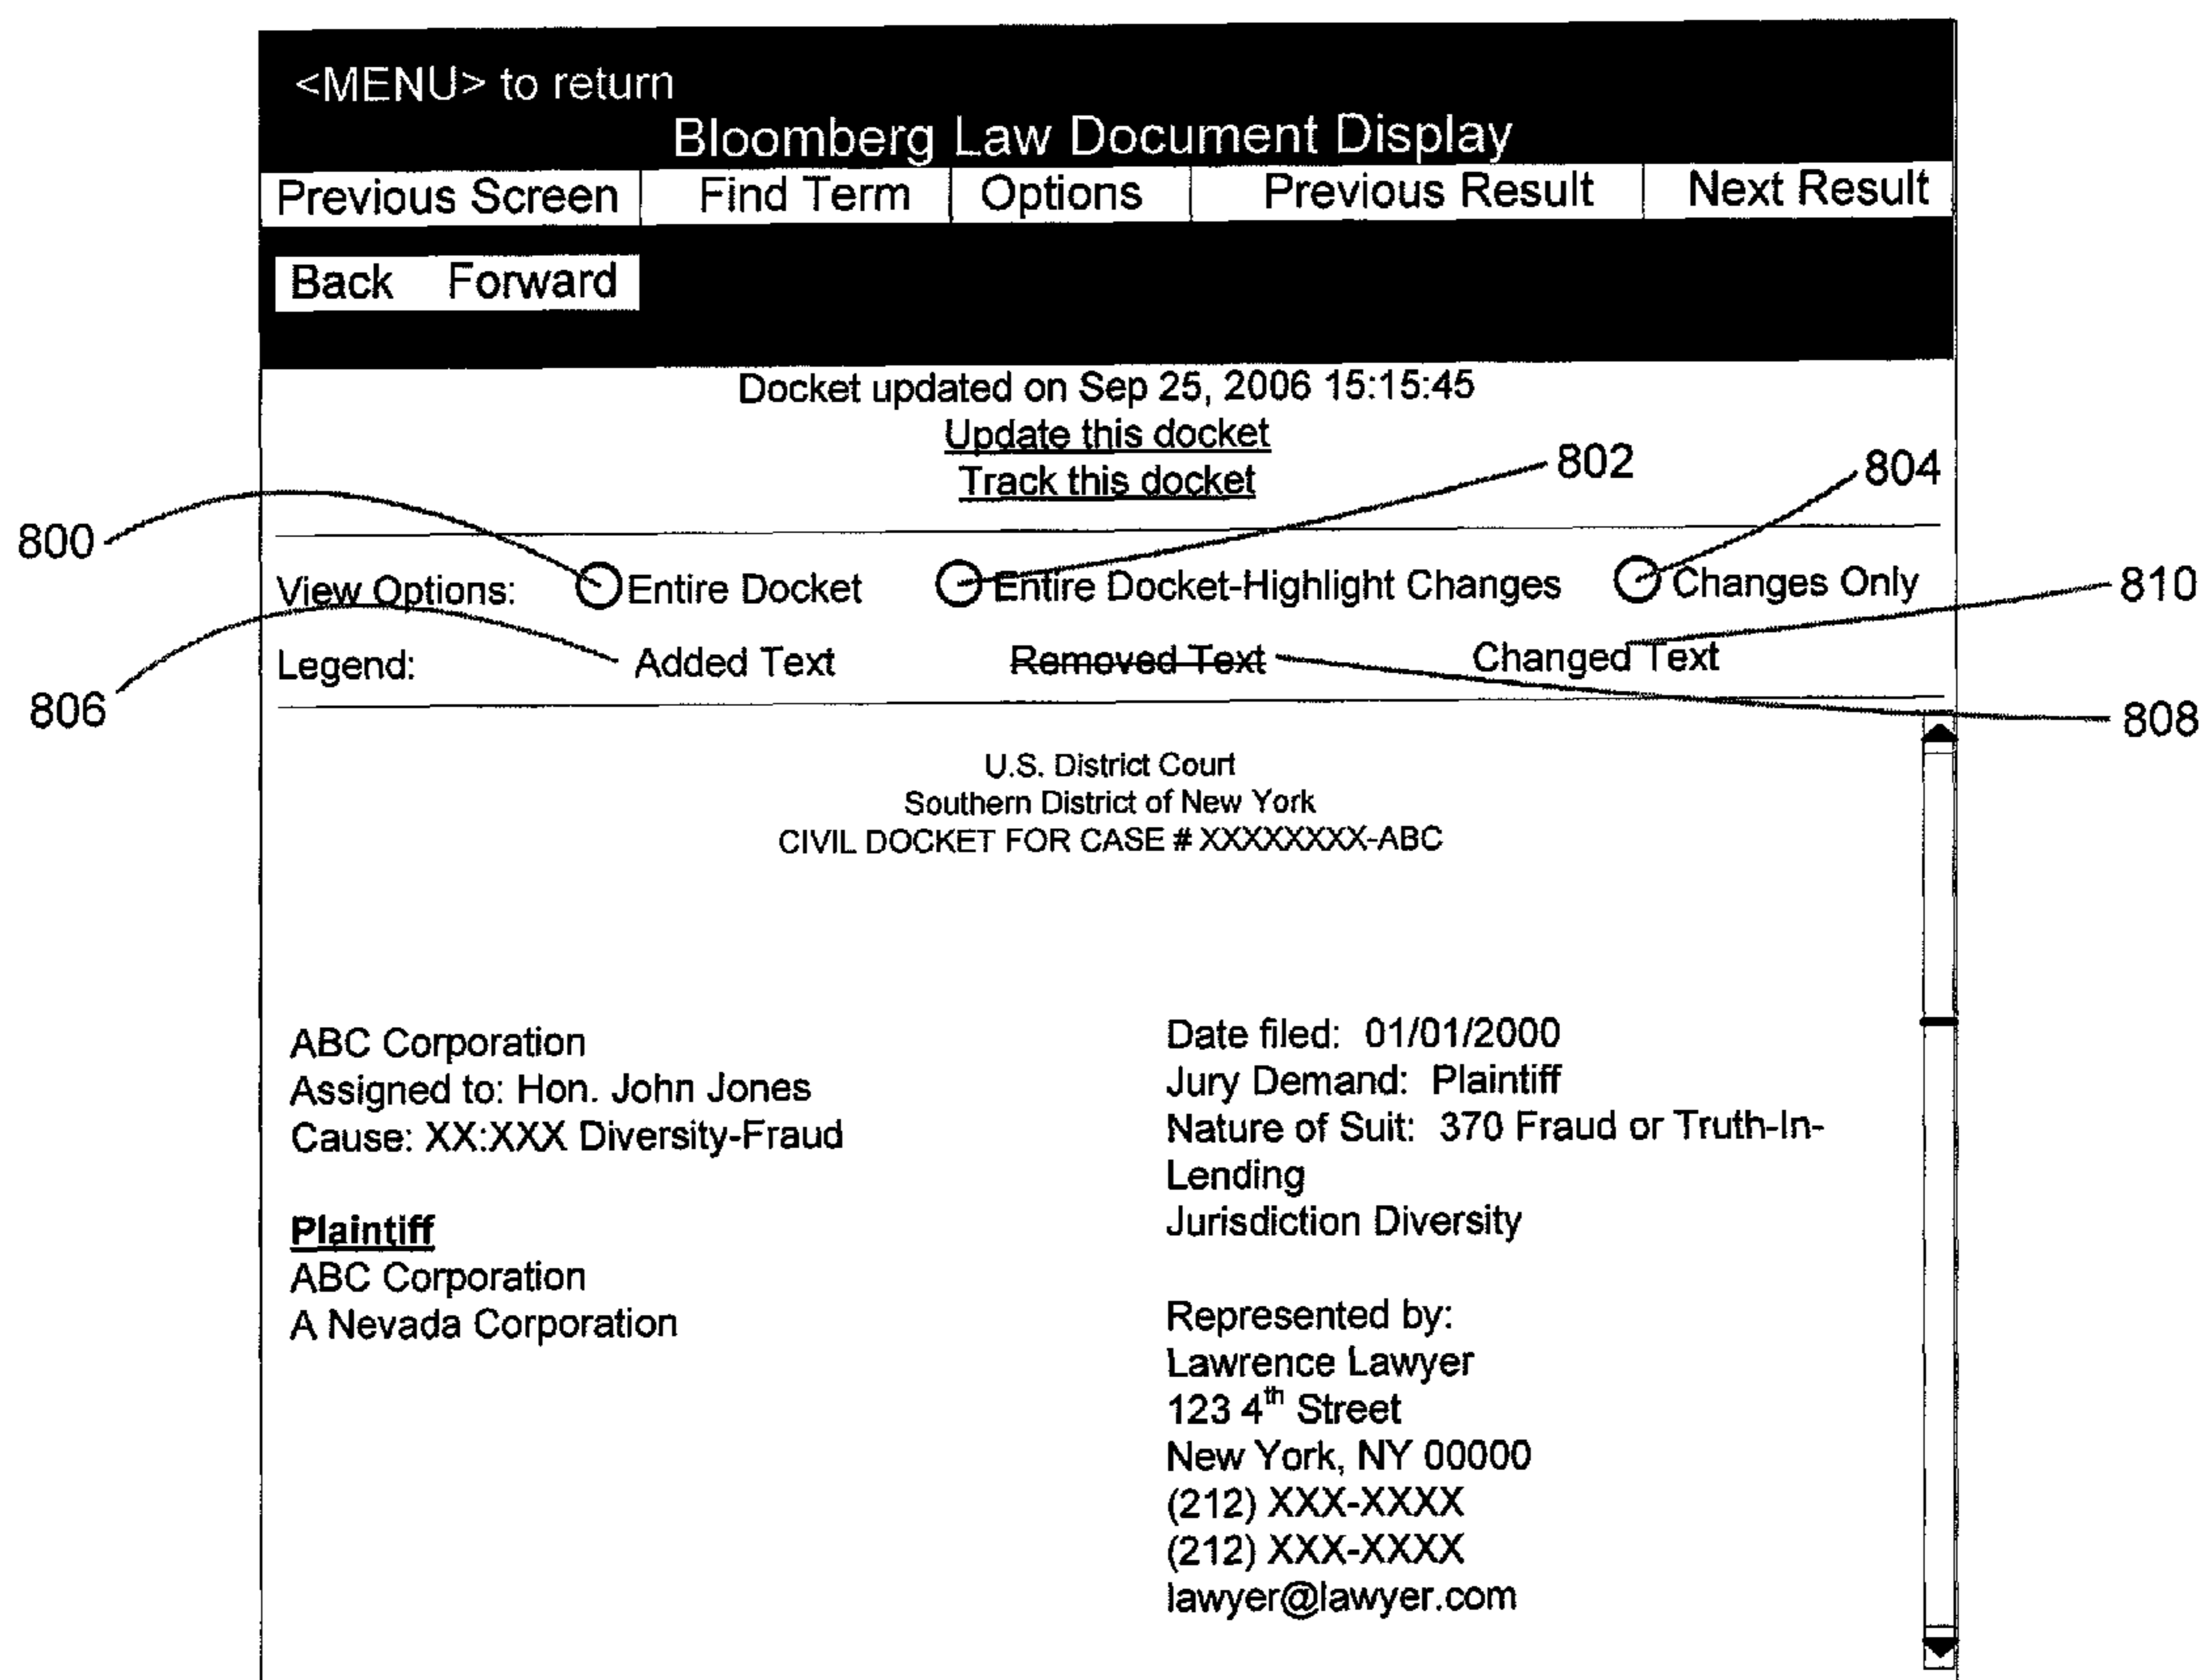 <MENU> to return
Bloomberg Law Document Display
Previous Screen Find Term Options Previous Result Next Result
Back Forward
Docket updated on Sep 25, 2006 15:15:45
Update this docket
Track this docket
802
804
800
View Options: Entire Docket Entire Docket-Highlight Changes Changes Only
810
Legend: Added Text Removed Text Changed Text
806
808
U.S. District Court
Southern District of New York
CIVIL DOCKET FOR CASE # XXXXXXXX-ABC
ABC Corporation
Assigned to: Hon. John Jones
Cause: XX:XXX Diversity-Fraud
Plaintiff
ABC Corporation
A Nevada Corporation
Date filed: 01/01/2000
Jury Demand: Plaintiff
Nature of Suit: 370 Fraud or Truth-In-
Lending
Jurisdiction Diversity
Represented by:
Lawrence Lawyer
123 4th Street
New York, NY 00000
(212) XXX-XXXX
(212) XXX-XXXX
lawyer@lawyer.com